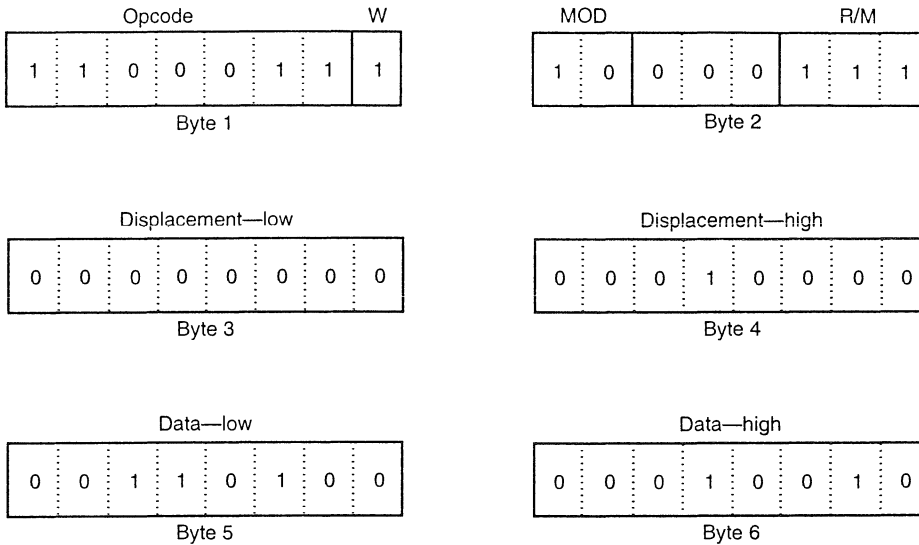 Opcode W MOD R/M
1 1 0 0 0 1 1 1 1 0 0 0 0 1 1 1
Byte 1 Byte 2
Displacement—low Displacement—high
0 0 0 0 0 0 0 0 0 0 0 1 0 0 0 0
Byte 3 Byte 4
Data—low Data—high
0 0 1 1 0 1 0 0 0 0 0 1 0 0 1 0
Byte 5 Byte 6